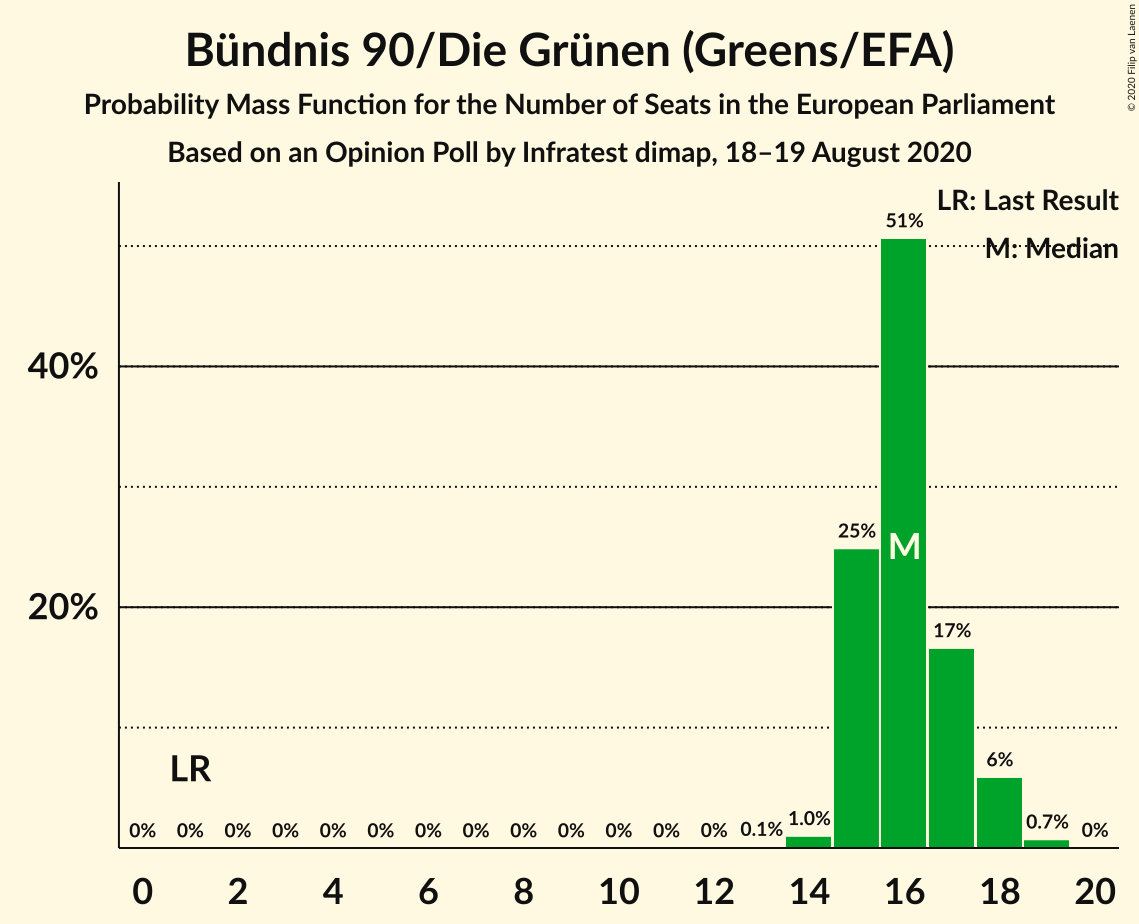 Bündnis 90/Die Grünen (Greens/EFA)
Probability Mass Function for the Number of Seats in the European Parliament
Based on an Opinion Poll by Infratest dimap, 18–19 August 2020
© 2020 Filip van Laenen
LR: Last Result
M: Median
51%
40%
25%
M
20%
17%
LR
6%
0% 0% 0% 0% 0% 0% 0% 0% 0% 0% 0% 0% 0% 0.1% 1.0% 0.7% 0%
0 2 4 6 8 10 12 14 16 18 20